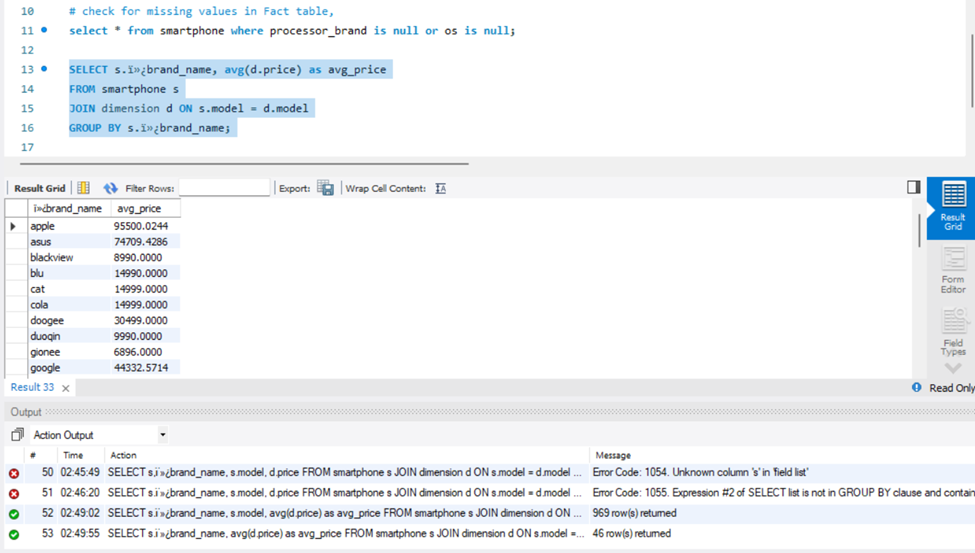 10 # check for missing values in Fact table,
11 select * from smartphone where processor_brand is null or os is null;
12
13 SELECT s.ï»¿brand_name, avg(d.price) as avg_price
14 FROM smartphone s
15 JOIN dimension d ON s.model = d.model
16 GROUP BY s.ï»¿brand_name;
17
Result Grid Filter Rows: Export: Wrap Cell Content: IA
ï»¿brand_name avg_price
apple 95500.0244
asus 74709.4286
blackview 8990.0000
blu 14990.0000
cat 14999.0000
cola 14999.0000
doogee 30499.0000
duoqin 9990.0000
gionee 6896.0000
google 44332.5714
Result Grid
Form Editor
Field Types
Result 33 Read Only
Output
Action Output
# Time Action Message
50 02:45:49 SELECT s,ï»¿brand_name, s.model, d.price FROM smartphone s JOIN dimension d ON s.model = d.model ... Error Code: 1054. Unknown column 's' in 'field list'
51 02:46:20 SELECT s.ï»¿brand_name, s.model, d.price FROM smartphone s JOIN dimension d ON s.model = d.model ... Error Code: 1055. Expression #2 of SELECT list is not in GROUP BY clause and contain
52 02:49:02 SELECT s.ï»¿brand_name, s.model, avg(d.price) as avg_price FROM smartphone s JOIN dimension d ON ... 969 row(s) returned
53 02:49:55 SELECT s.ï»¿brand_name, avg(d.price) as avg_price FROM smartphone s JOIN dimension d ON s.model =... 46 row(s) returned